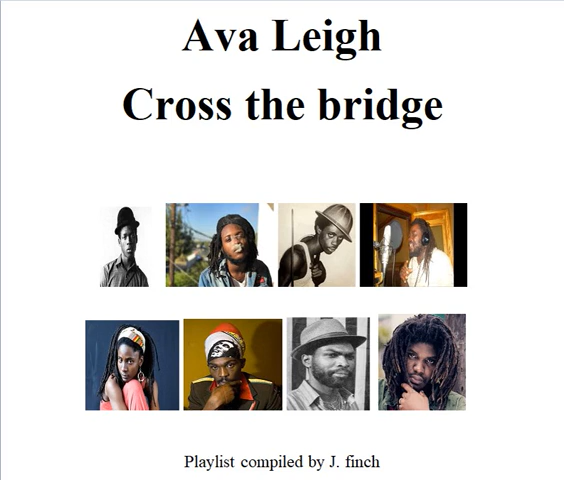 Ava Leigh
Cross the bridge
Playlist compiled by J. finch